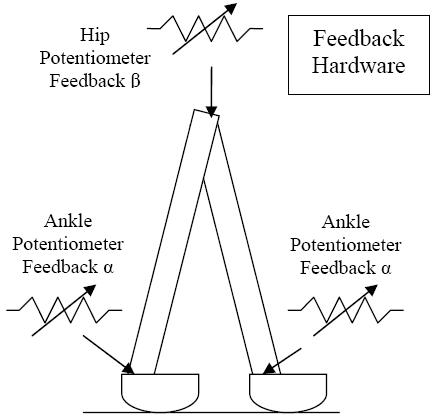 Hip
Potentiometer
Feedback β
Feedback
Hardware
Ankle
Potentiometer
Feedback α
Ankle
Potentiometer
Feedback α